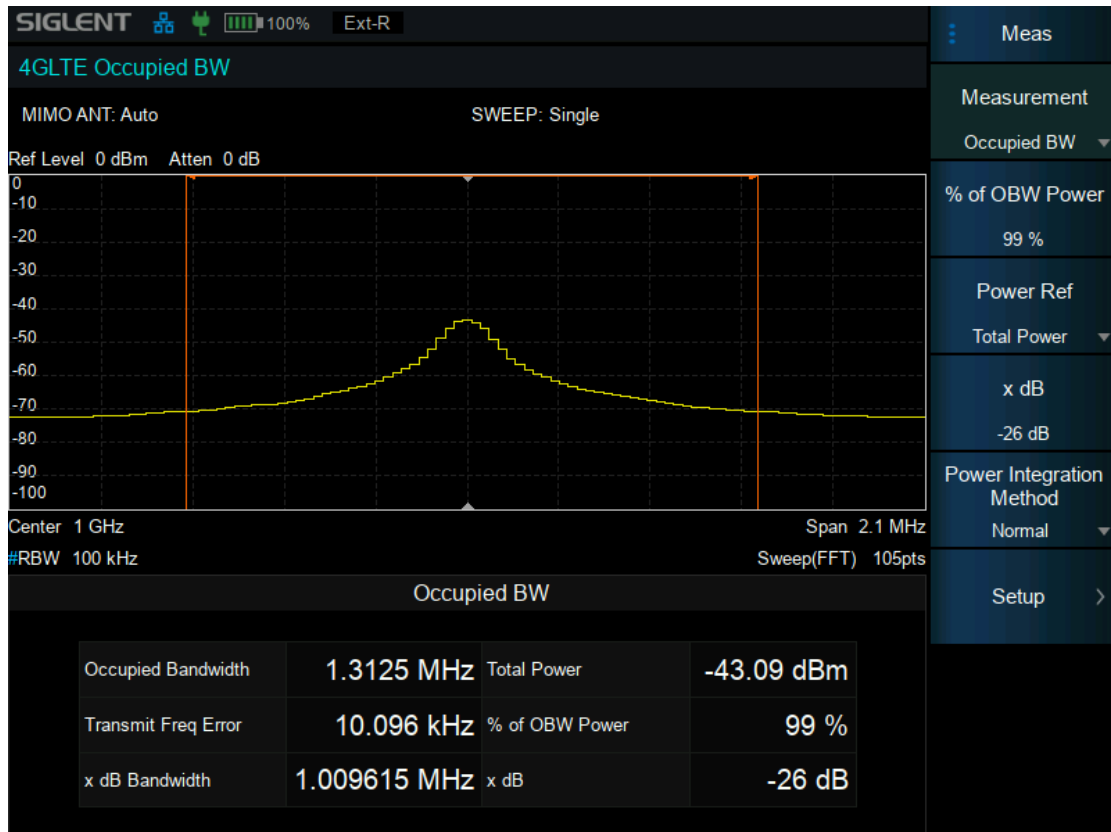 SIGLENT 100% Ext-R
Meas
4GLTE Occupied BW
MIMO ANT: Auto SWEEP: Single
Ref Level 0 dBm Atten 0 dB
0
-10
-20
-30
-40
-50
-60
-70
-80
-90
-100
Center 1 GHz Span 2.1 MHz
#RBW 100 kHz Sweep(FFT) 105pts
Occupied BW
Occupied Bandwidth 1.3125 MHz Total Power -43.09 dBm
Transmit Freq Error 10.096 kHz % of OBW Power 99 %
x dB Bandwidth 1.009615 MHz x dB -26 dB
Measurement
Occupied BW
% of OBW Power
99 %
Power Ref
Total Power
x dB
-26 dB
Power Integration
Method
Normal
Setup